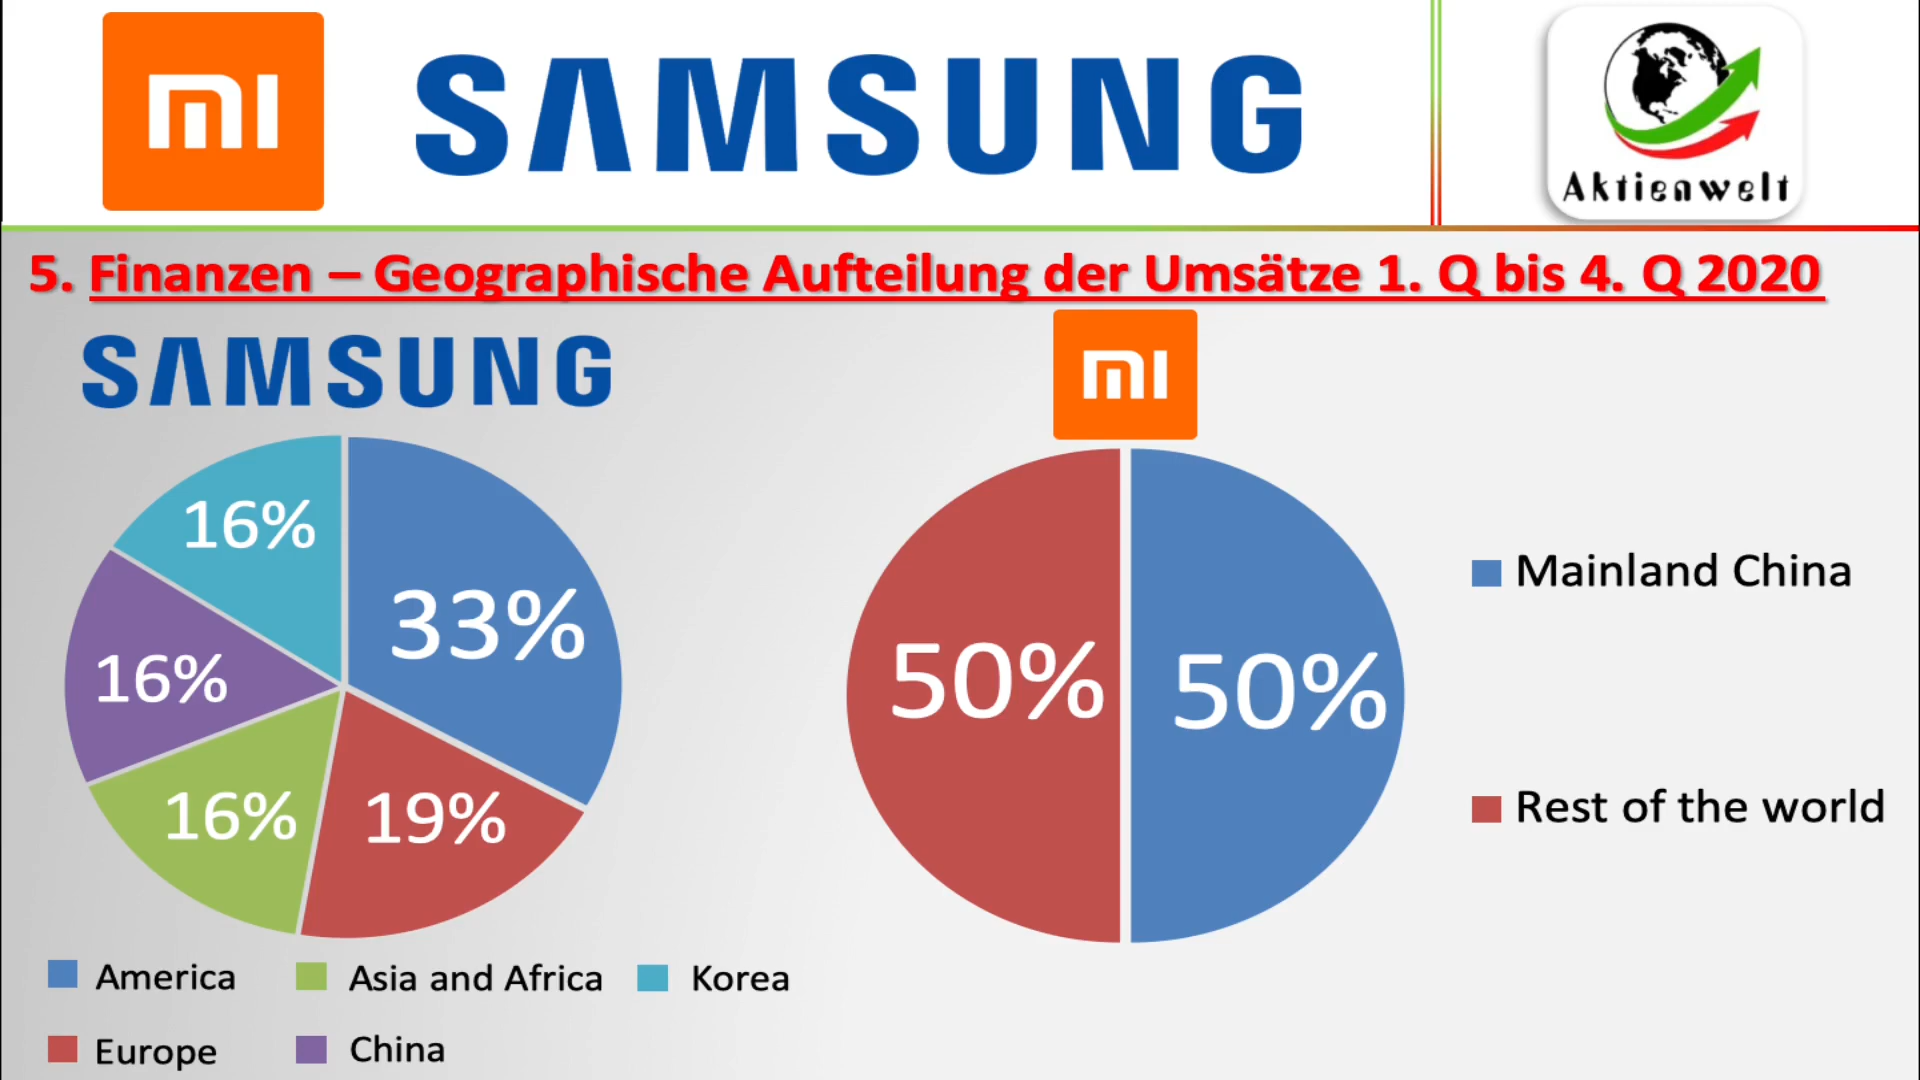 mi SAMSUNG
Aktienwelt
5. Finanzen – Geographische Aufteilung der Umsätze 1. Q bis 4. Q 2020
SAMSUNG
mi
16%
33%
16%
16%
19%
50%
50%
Mainland China
Rest of the world
America
Asia and Africa
Korea
Europe
China